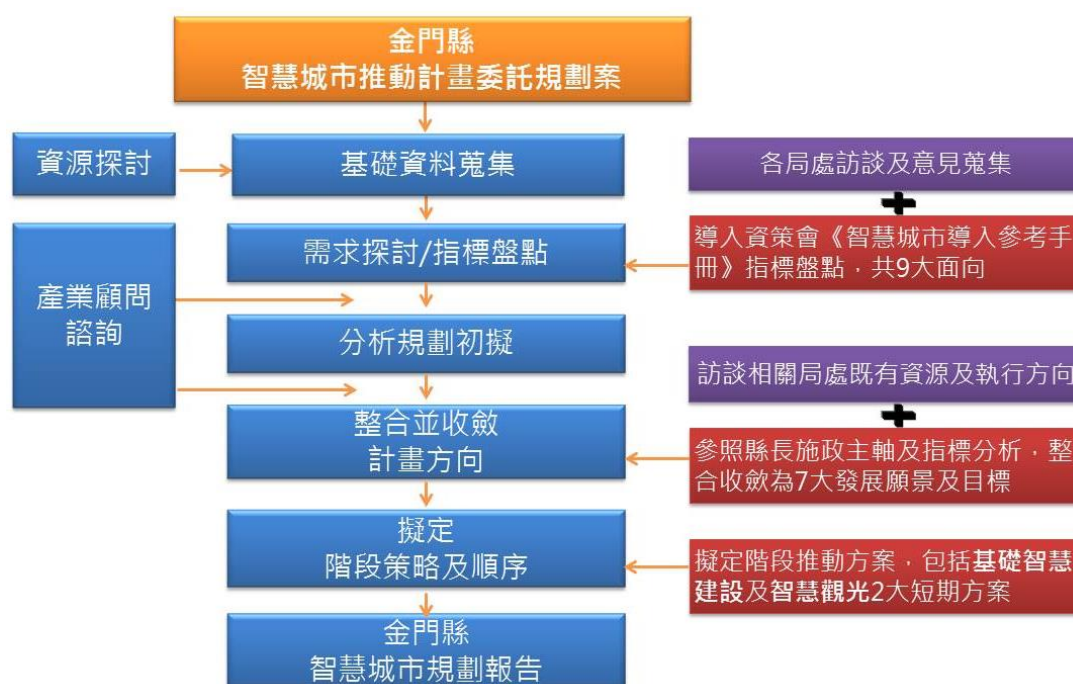 金門縣
智慧城市推動計畫委託規劃案
資源探討
基礎資料蒐集
各局處訪談及意見蒐集
需求探討/指標盤點
導入資策會《智慧城市導入參考手
冊》指標盤點，共9大面向
產業顧問
諮詢
分析規劃初擬
訪談相關局處既有資源及執行方向
整合並收斂
計畫方向
參照縣長施政主軸及指標分析，整
合收斂為7大發展願景及目標
擬定
階段策略及順序
擬定階段推動方案，包括基礎智慧
建設及智慧觀光2大短期方案
金門縣
智慧城市規劃報告